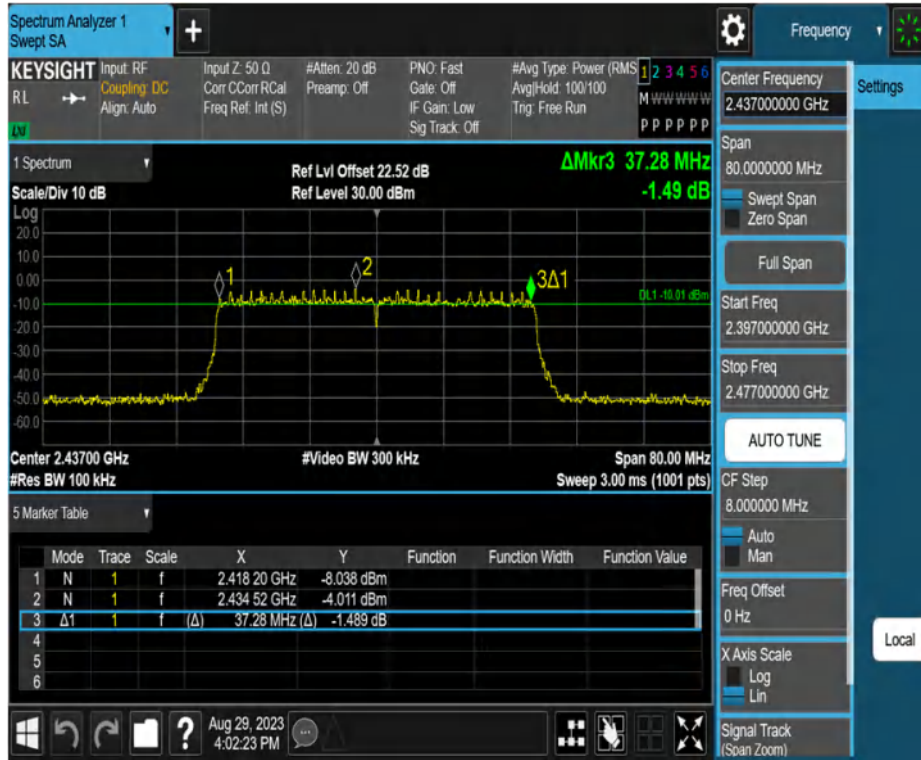 Spectrum Analyzer 1
Swept SA
+
Frequency
KEYSIGHT
RL
LXI
Input: RF
Coupling: DC
Align: Auto
Input Z: 50 Ω
Corr CCorr RCal
Freq Ref: Int (S)
#Atten: 20 dB
Preamp: Off
PNO: Fast
Gate: Off
IF Gain: Low
Sig Track: Off
#Avg Type: Power (RMS
Avg|Hold: 100/100
Trig: Free Run
1 2 3 4 5 6
M W W W W W
P P P P P P
1 Spectrum
Scale/Div 10 dB
Ref Lvl Offset 22.52 dB
Ref Level 30.00 dBm
ΔMkr3 37.28 MHz
-1.49 dB
Log
20.0
10.0
0.00
-10.0
-20.0
-30.0
-40.0
-50.0
-60.0
1
2
3Δ1
DL1 -10.01 dBm
Center 2.43700 GHz
#Res BW 100 kHz
#Video BW 300 kHz
Span 80.00 MHz
Sweep 3.00 ms (1001 pts)
5 Marker Table
Mode Trace Scale X Y Function Function Width Function Value
1 N 1 f 2.418 20 GHz -8.038 dBm
2 N 1 f 2.434 52 GHz -4.011 dBm
3 Δ1 1 f (Δ) 37.28 MHz (Δ) -1.489 dB
4
5
6
?
Aug 29, 2023
4:02:23 PM
Center Frequency
2.437000000 GHz
Settings
Span
80.0000000 MHz
Swept Span
Zero Span
Full Span
Start Freq
2.397000000 GHz
Stop Freq
2.477000000 GHz
AUTO TUNE
CF Step
8.000000 MHz
Auto
Man
Freq Offset
0 Hz
Local
X Axis Scale
Log
Lin
Signal Track
(Span Zoom)